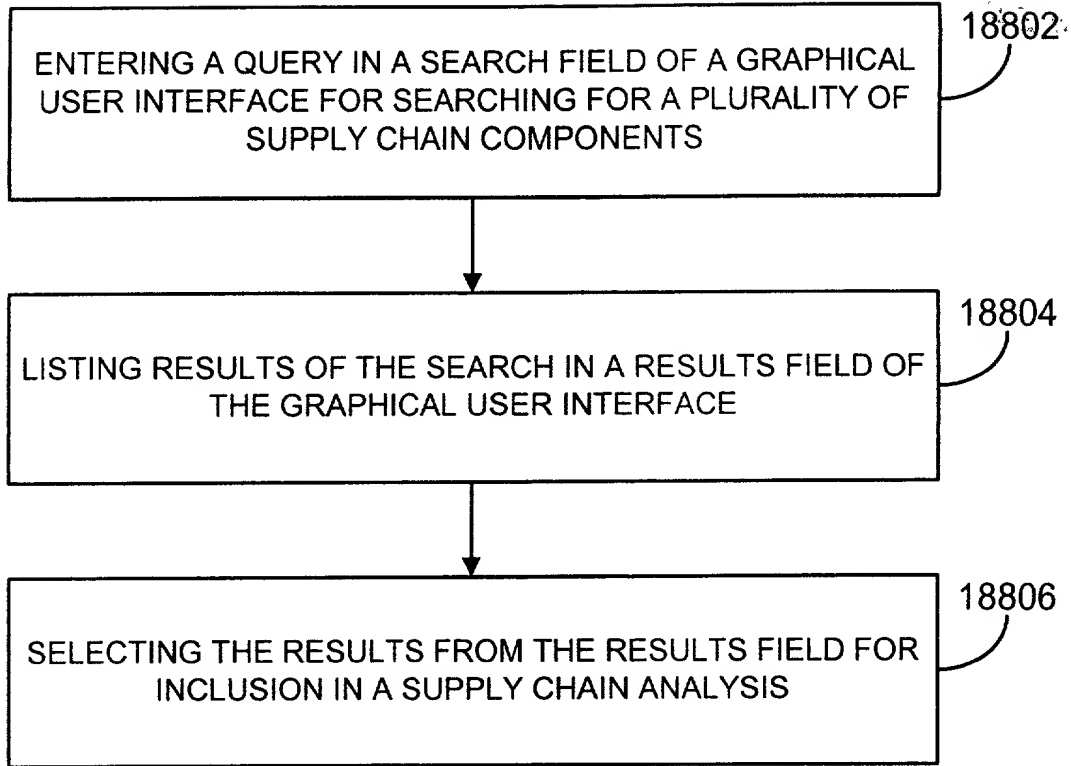 18802
ENTERING A QUERY IN A SEARCH FIELD OF A GRAPHICAL
USER INTERFACE FOR SEARCHING FOR A PLURALITY OF
SUPPLY CHAIN COMPONENTS
18804
LISTING RESULTS OF THE SEARCH IN A RESULTS FIELD OF
THE GRAPHICAL USER INTERFACE
18806
SELECTING THE RESULTS FROM THE RESULTS FIELD FOR
INCLUSION IN A SUPPLY CHAIN ANALYSIS